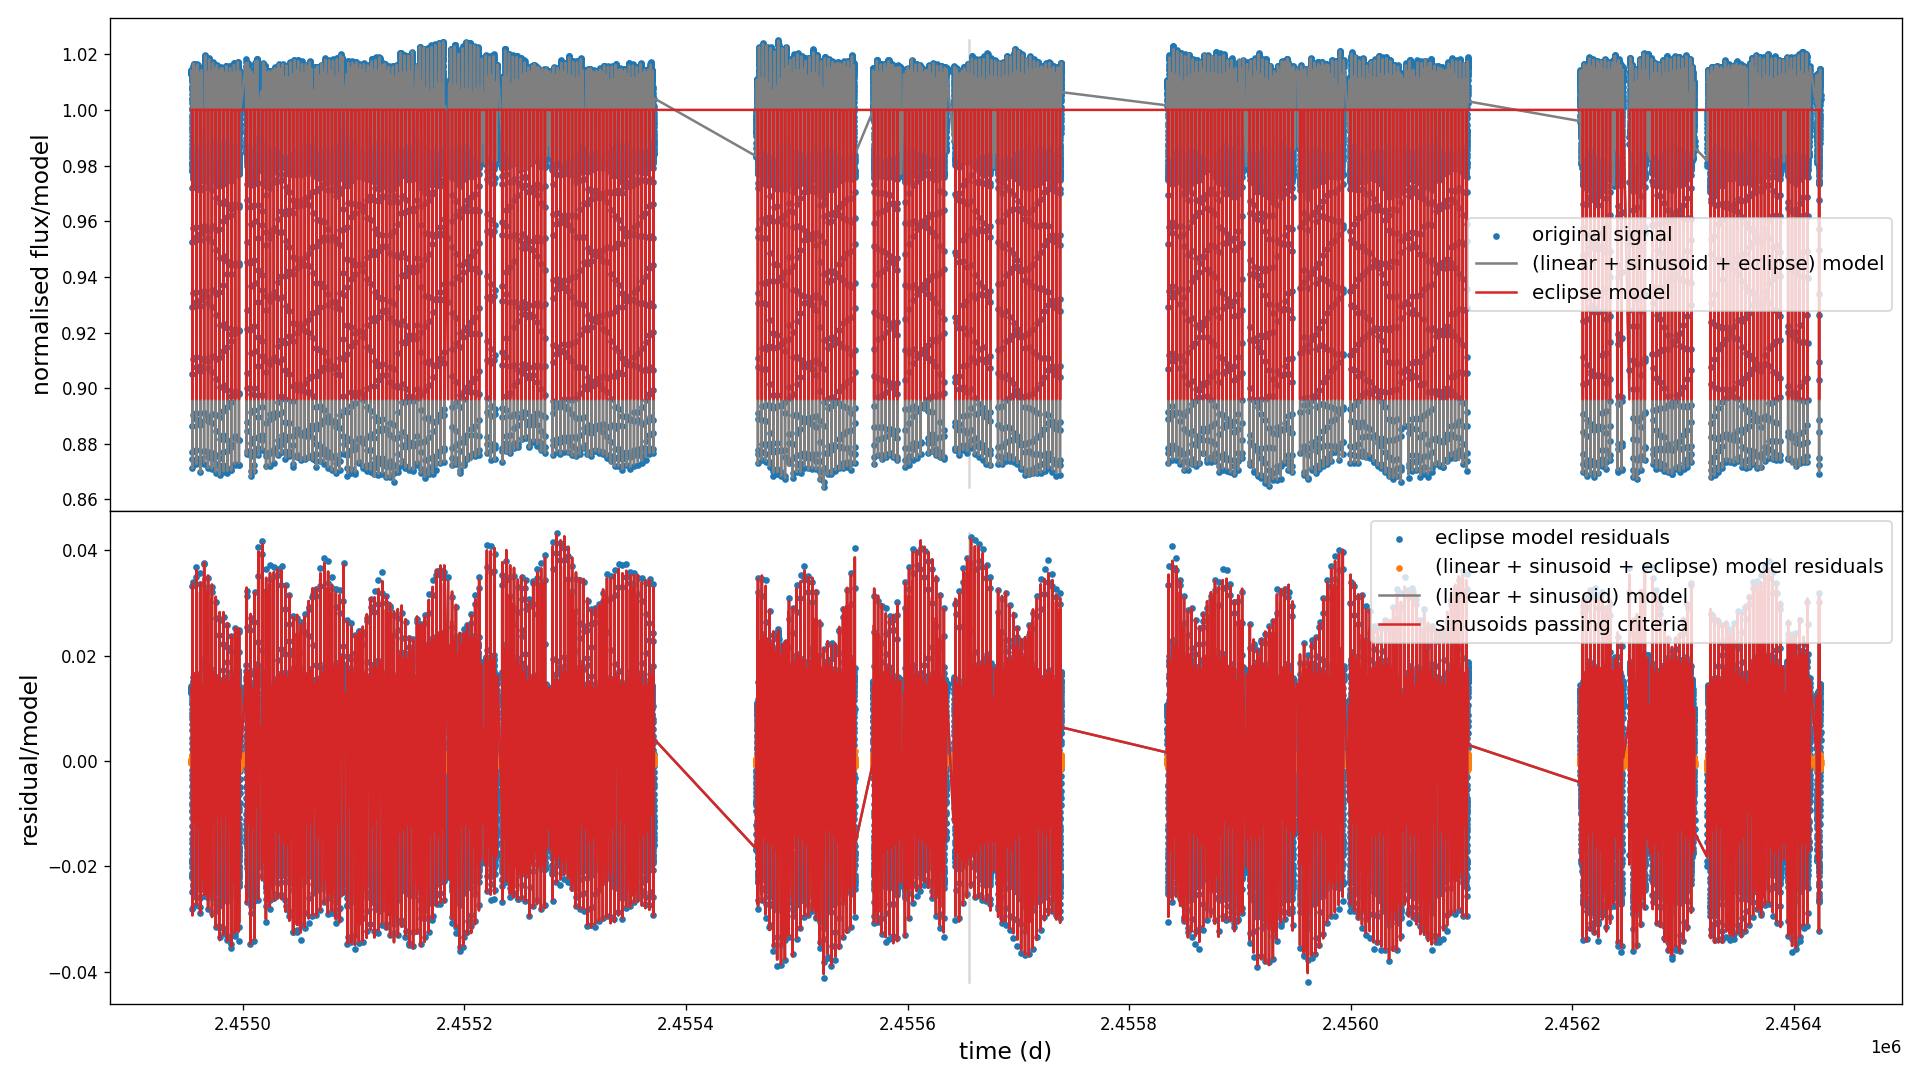 normalised flux/model
1.02
1.00
0.98
0.96
0.94
0.92
0.90
0.88
0.86
original signal
(linear + sinusoid + eclipse) model
eclipse model
residual/model
0.04
0.02
0.00
−0.02
−0.04
eclipse model residuals
(linear + sinusoid + eclipse) model residuals
(linear + sinusoid) model
sinusoids passing criteria
2.4550 2.4552 2.4554 2.4556 2.4558 2.4560 2.4562 2.4564
1e6
time (d)